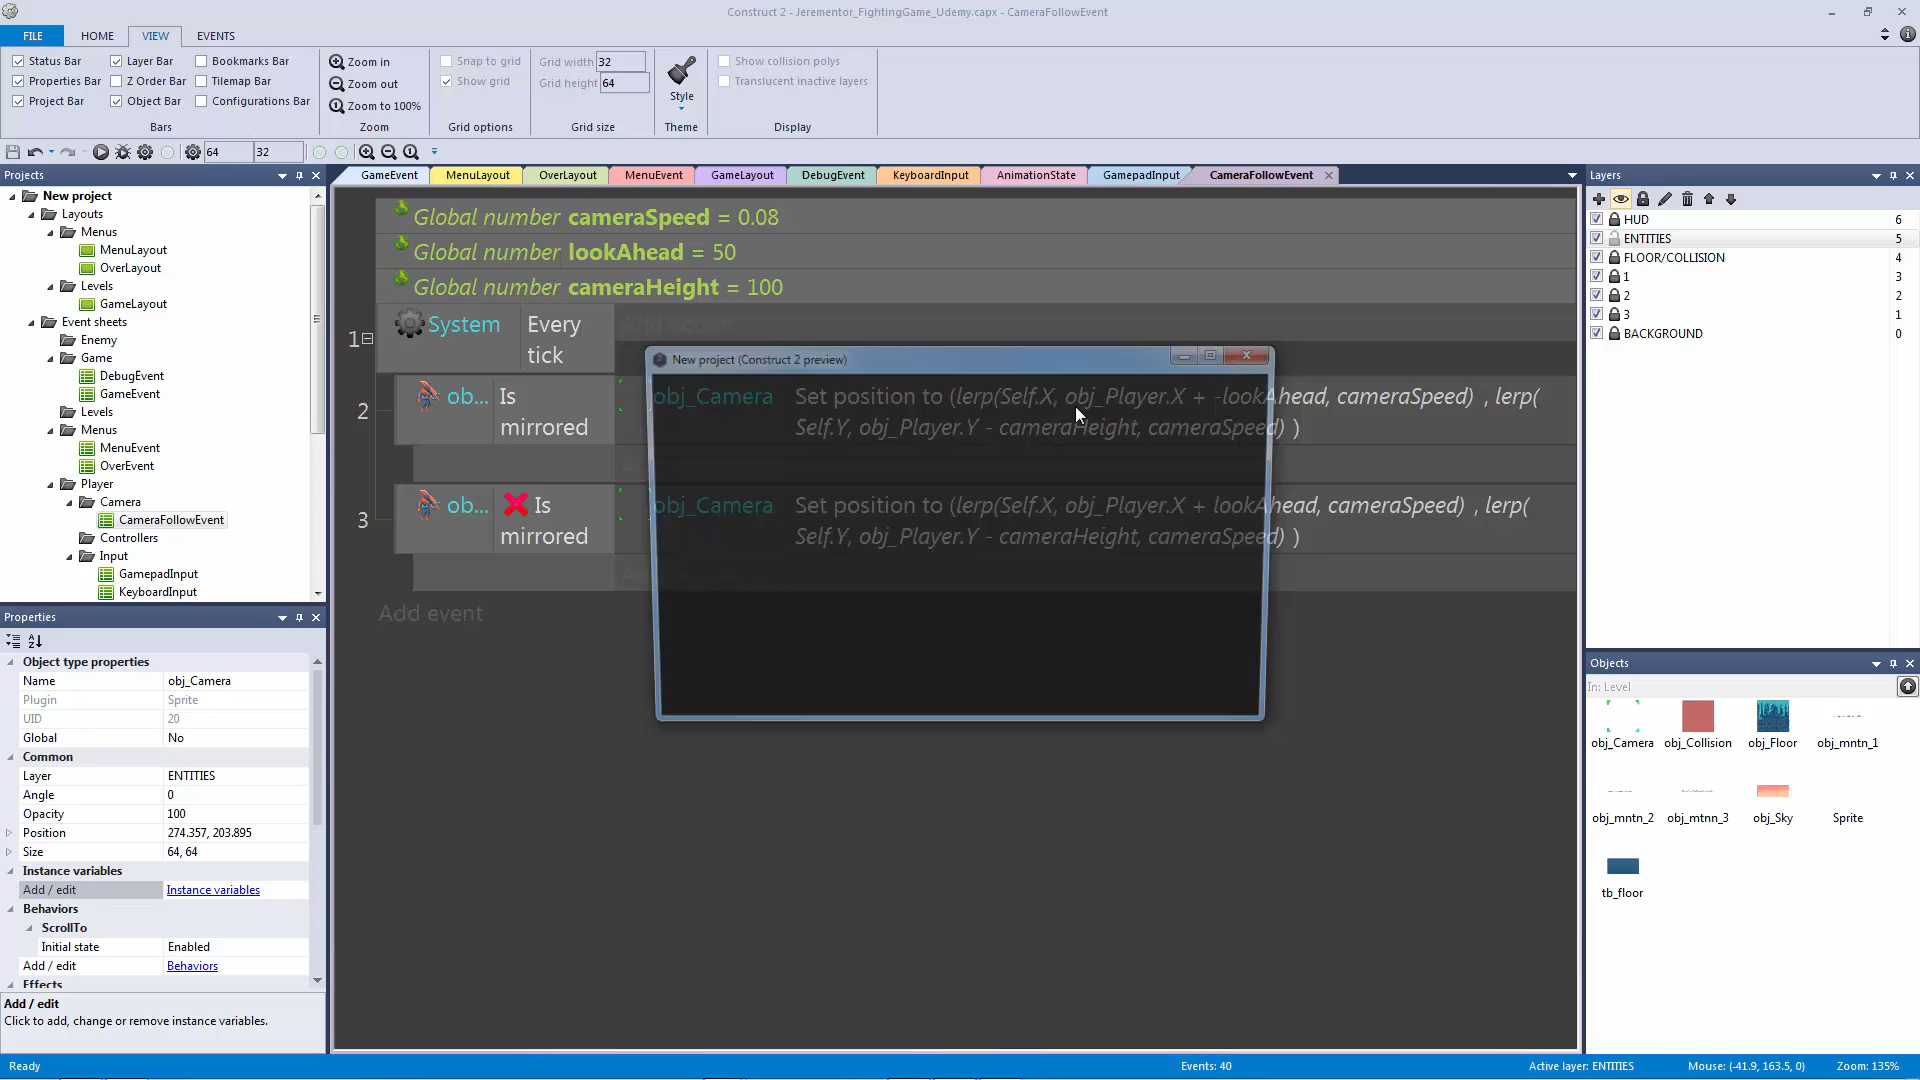 Construct 2 - Jerementor_FightingGame_Udemy.capx - CameraFollowEvent
FILE HOME VIEW EVENTS
Status Bar Layer Bar Bookmarks Bar
Properties Bar Z Order Bar Tilemap Bar
Project Bar Object Bar Configurations Bar
Bars
Zoom in
Zoom out
Zoom to 100%
Zoom
Snap to grid
Show grid
Grid options
Grid width 32
Grid height 64
Grid size
Style
Theme
Show collision polys
Translucent inactive layers
Display
64 32
Projects
New project
Layouts
Menus
MenuLayout
OverLayout
Levels
GameLayout
Event sheets
Enemy
Game
DebugEvent
GameEvent
Levels
Menus
MenuEvent
OverEvent
Player
Camera
CameraFollowEvent
Controllers
Input
GamepadInput
KeyboardInput
Properties
Object type properties
Name obj_Camera
Plugin Sprite
UID 20
Global No
Common
Layer ENTITIES
Angle 0
Opacity 100
Position 274.357, 203.895
Size 64, 64
Instance variables
Add / edit Instance variables
Behaviors
ScrollTo
Initial state Enabled
Add / edit Behaviors
Effects
Add / edit
Click to add, change or remove instance variables.
GameEvent MenuLayout OverLayout MenuEvent GameLayout DebugEvent KeyboardInput AnimationState GamepadInput CameraFollowEvent
Global number cameraSpeed = 0.08
Global number lookAhead = 50
Global number cameraHeight = 100
1 System Every tick Add action
New project (Construct 2 preview)
2 ob... Is mirrored obj_Camera Set position to (lerp(Self.X, obj_Player.X + -lookAhead, cameraSpeed) , lerp(
Self.Y, obj_Player.Y - cameraHeight, cameraSpeed) )
3 ob... Is mirrored obj_Camera Set position to (lerp(Self.X, obj_Player.X + lookAhead, cameraSpeed) , lerp(
Self.Y, obj_Player.Y - cameraHeight, cameraSpeed) )
Add event
Layers
HUD 6
ENTITIES 5
FLOOR/COLLISION 4
1 3
2 2
3 1
BACKGROUND 0
Objects
In: Level
obj_Camera obj_Collision obj_Floor obj_mntn_1
obj_mntn_2 obj_mtnn_3 obj_Sky Sprite
tb_floor
Ready Events: 40 Active layer: ENTITIES Mouse: (-41.9, 163.5, 0) Zoom: 135%